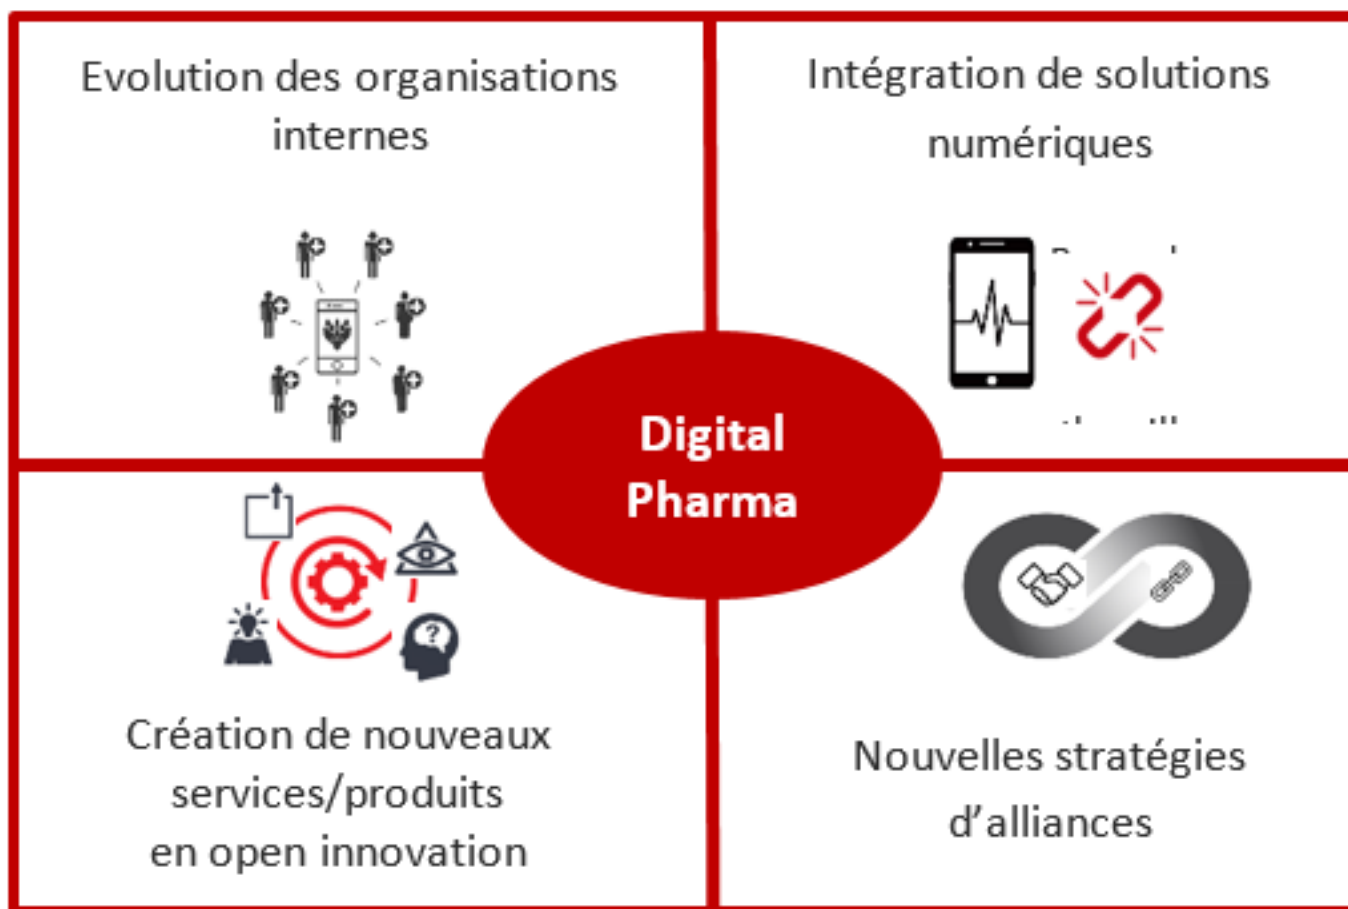 Evolution des organisations
internes
Intégration de solutions
numériques
Digital
Pharma
Création de nouveaux
services/produits
en open innovation
Nouvelles stratégies
d’alliances
?